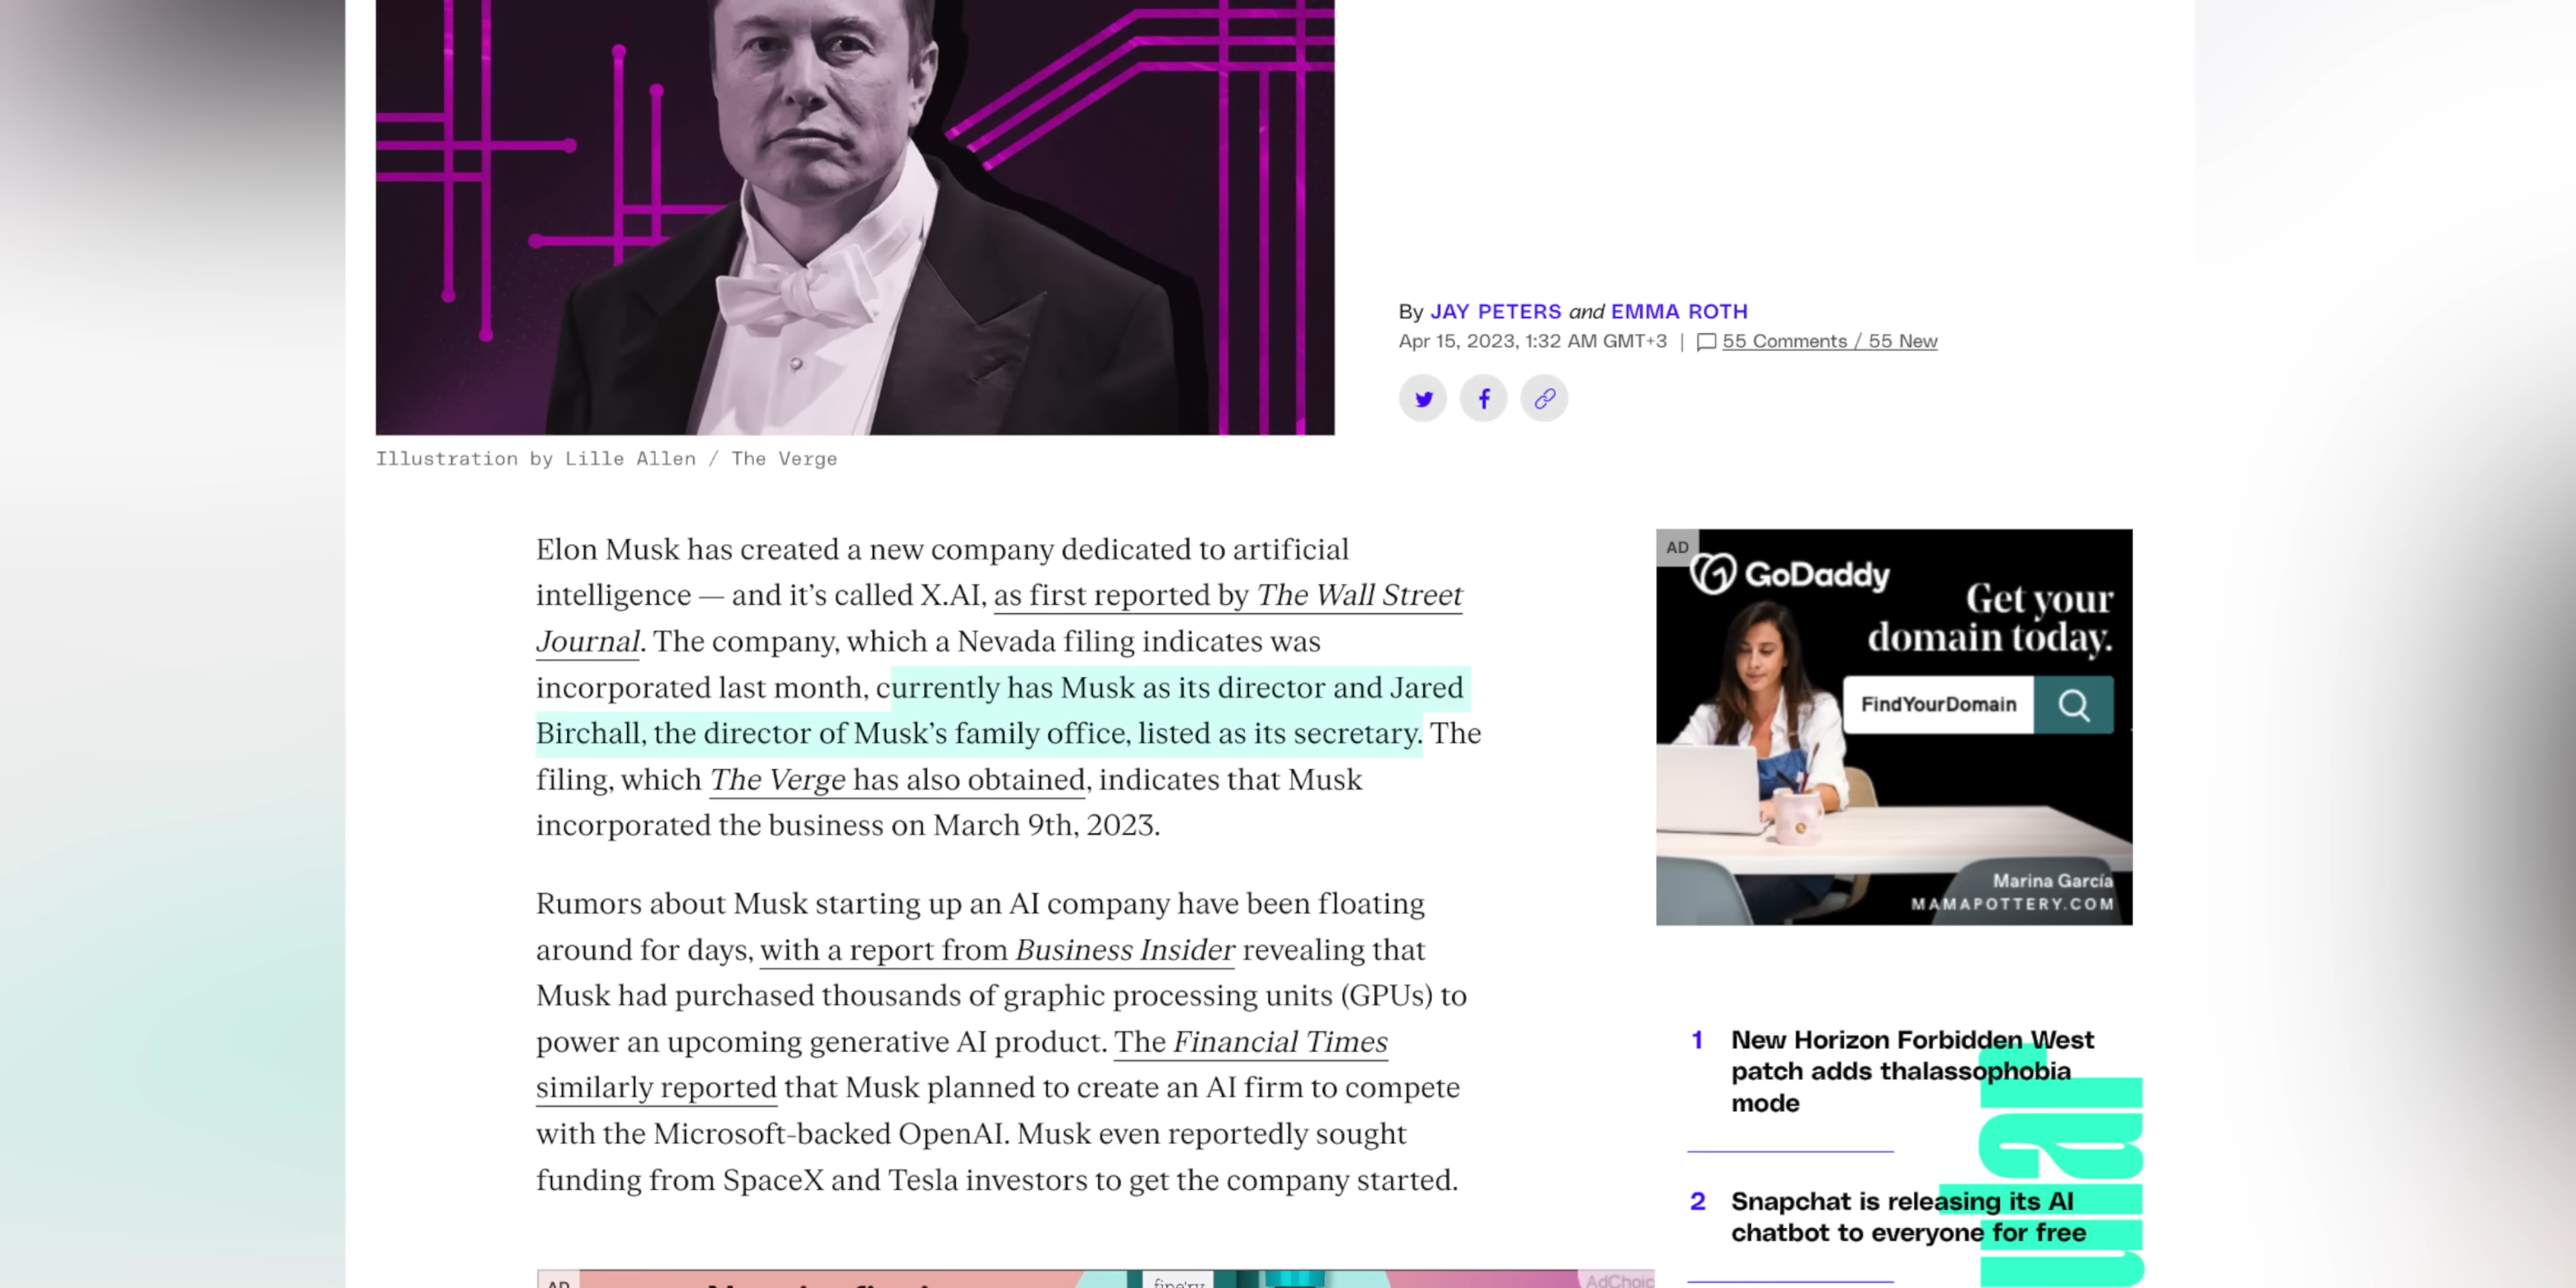 By JAY PETERS and EMMA ROTH
Apr 15, 2023, 1:32 AM GMT+3 | 55 Comments / 55 New
Illustration by Lille Allen / The Verge
Elon Musk has created a new company dedicated to artificial
intelligence — and it's called X.AI, as first reported by The Wall Street
Journal. The company, which a Nevada filing indicates was
incorporated last month, currently has Musk as its director and Jared
Birchall, the director of Musk's family office, listed as its secretary. The
filing, which The Verge has also obtained, indicates that Musk
incorporated the business on March 9th, 2023.
Rumors about Musk starting up an AI company have been floating
around for days, with a report from Business Insider revealing that
Musk had purchased thousands of graphic processing units (GPUs) to
power an upcoming generative AI product. The Financial Times
similarly reported that Musk planned to create an AI firm to compete
with the Microsoft-backed OpenAI. Musk even reportedly sought
funding from SpaceX and Tesla investors to get the company started.
AD
GoDaddy
Get your
domain today.
FindYourDomain
Marina García
MAMAPOTTERY.COM
1 New Horizon Forbidden West
patch adds thalassophobia
mode
2 Snapchat is releasing its AI
chatbot to everyone for free
AD
fine'ry
AdChoic